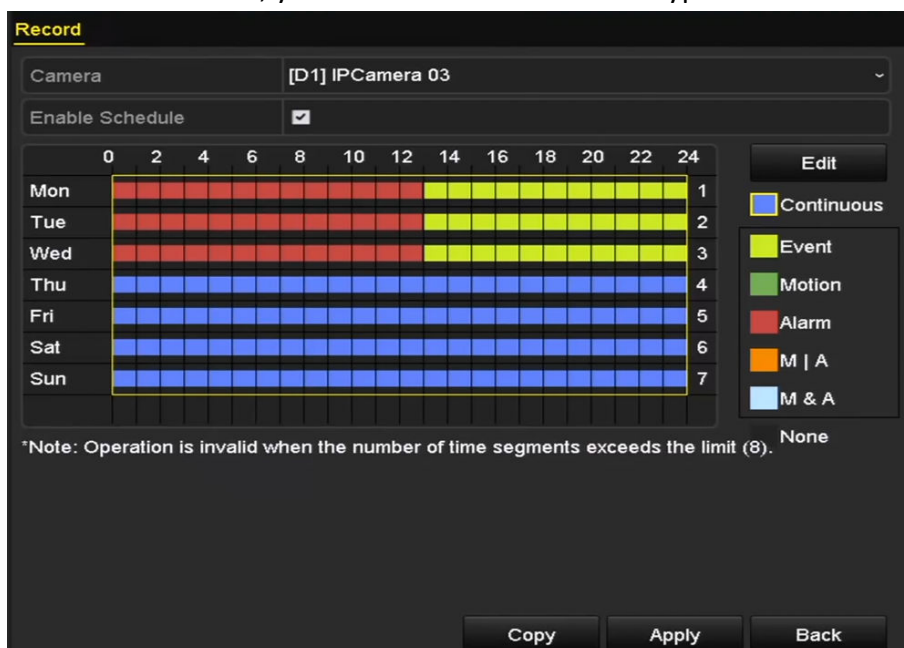 Record
Camera [D1] IPCamera 03
Enable Schedule
0 2 4 6 8 10 12 14 16 18 20 22 24
Edit
Mon 1
Continuous
Tue 2
Wed 3
Event
Thu 4
Motion
Fri 5
Alarm
Sat 6
M | A
Sun 7
M & A
None
*Note: Operation is invalid when the number of time segments exceeds the limit (8).
Copy Apply Back